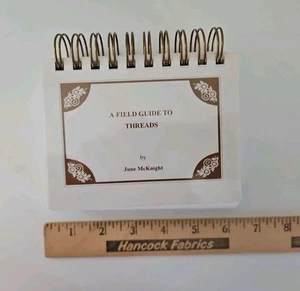 A FIELD GUIDE TO
THREADS
by
June McKnight
1 2 3 4 5 6 7 8
Hancock Fabrics